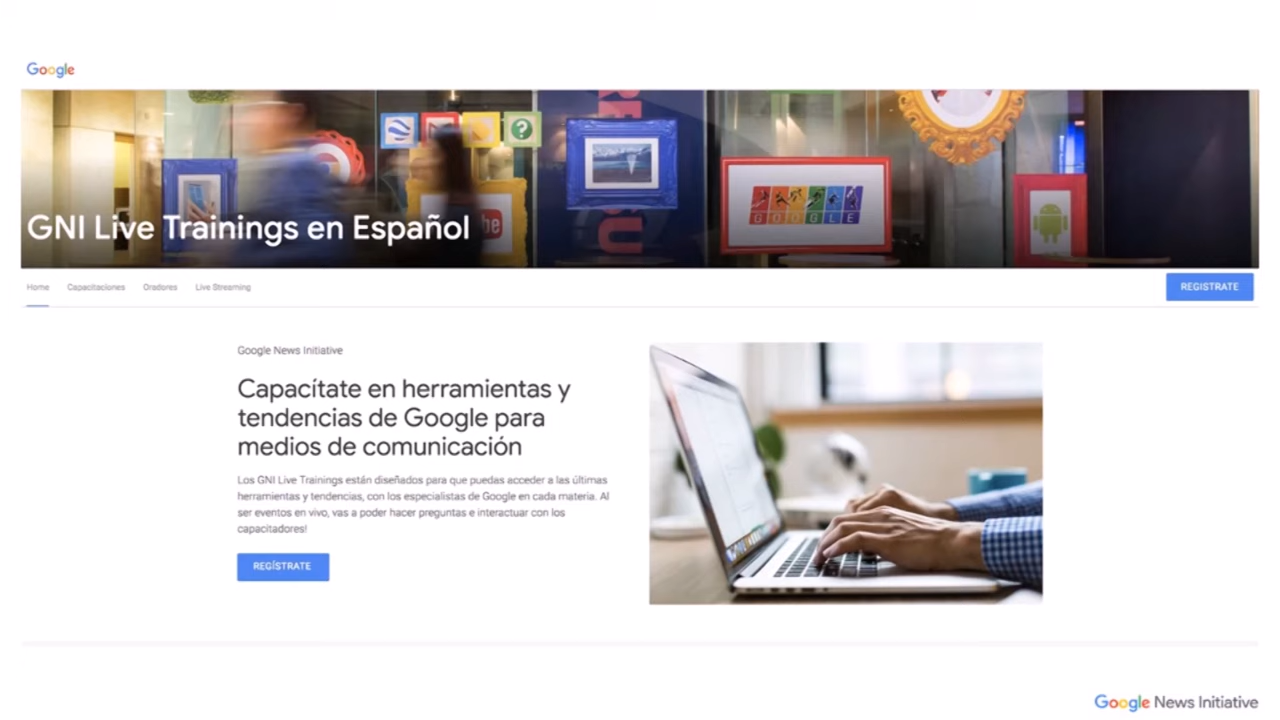 Google
?
be
GOOGLE
GNI Live Trainings en Español
Home Capacitaciones Oradores Live Streaming
REGISTRATE
Google News Initiative
Capacítate en herramientas y
tendencias de Google para
medios de comunicación
Los GNI Live Trainings están diseñados para que puedas acceder a las últimas
herramientas y tendencias, con los especialistas de Google en cada materia. Al
ser eventos en vivo, vas a poder hacer preguntas e interactuar con los
capacitadores!
REGÍSTRATE
Google News Initiative